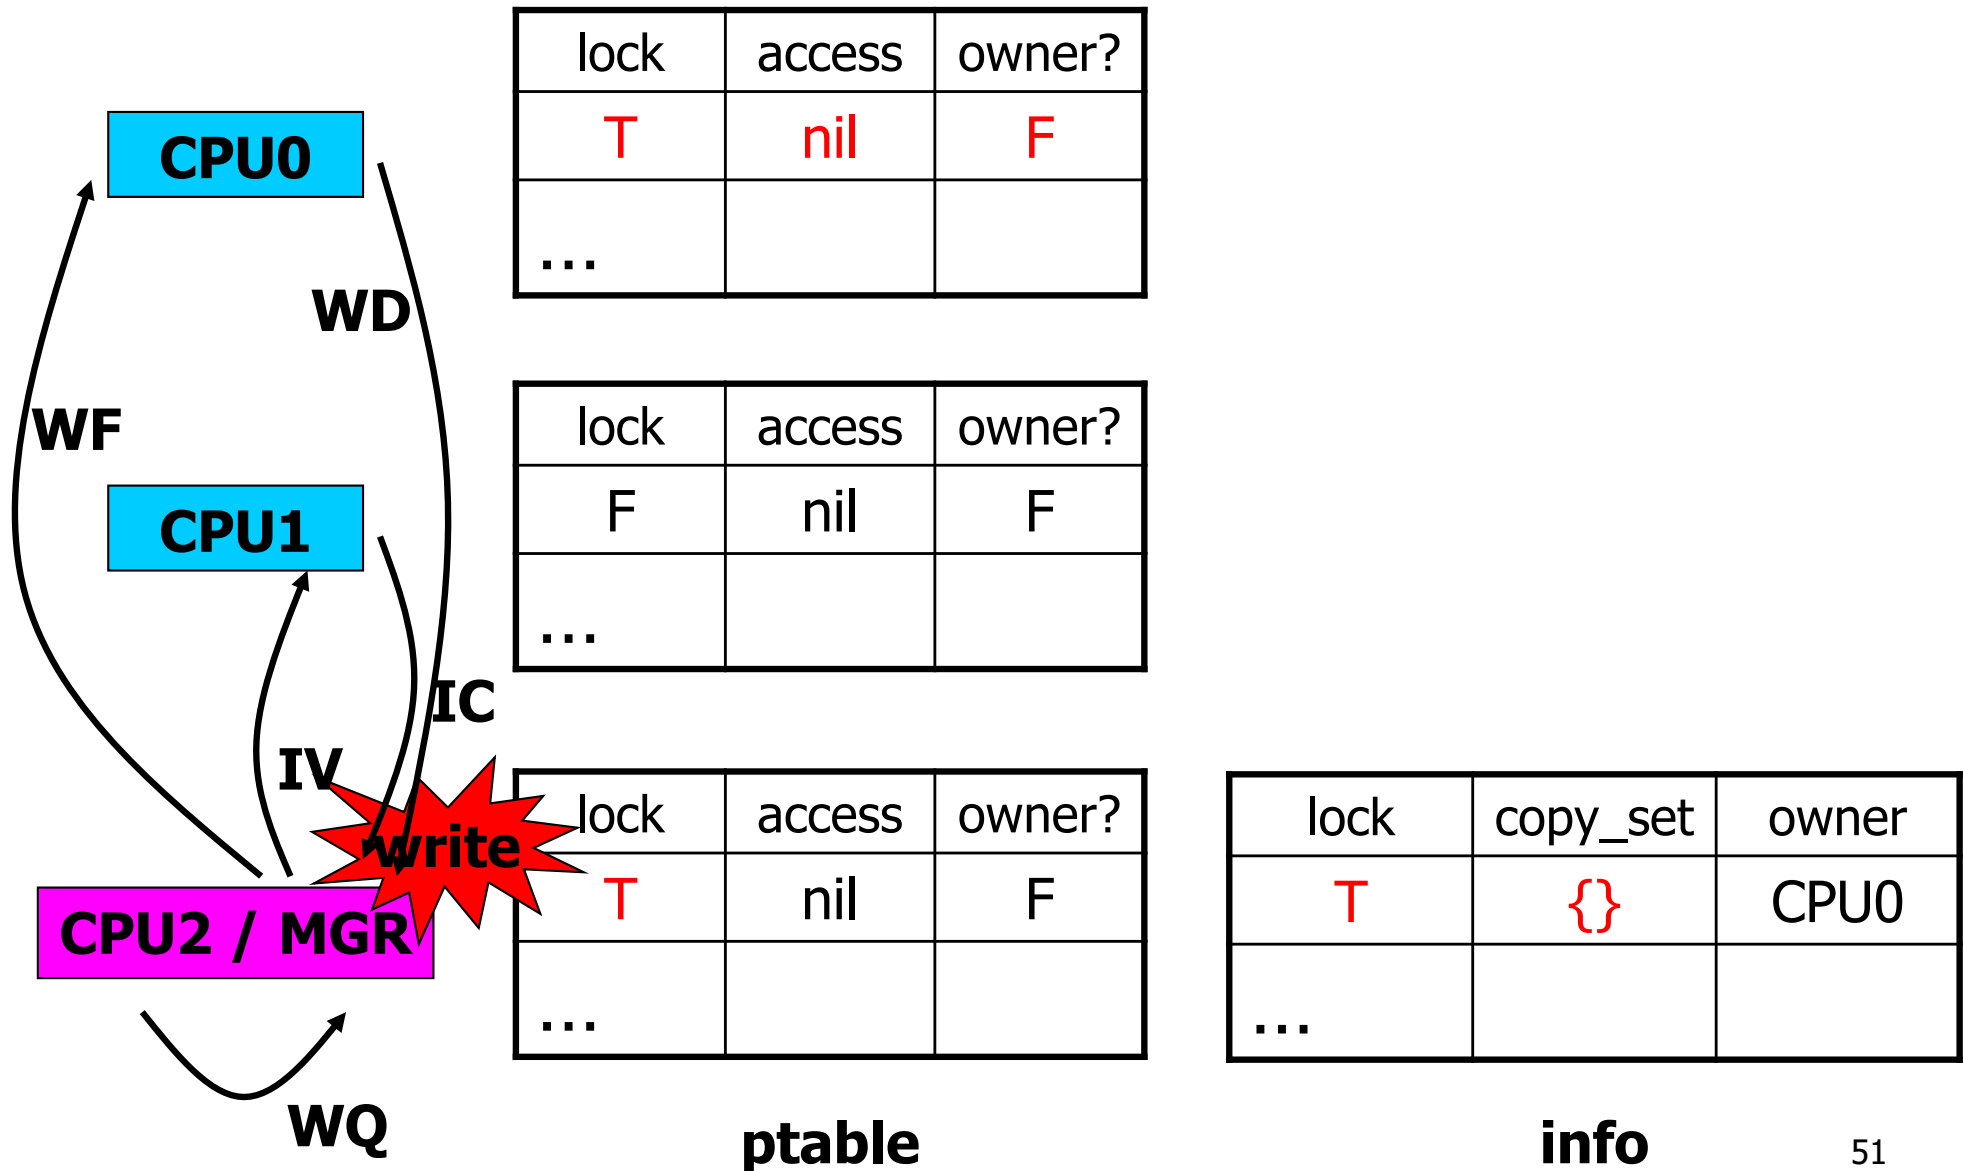 lock access owner?
T nil F
...
CPU0
WD
WF
lock access owner?
F nil F
...
CPU1
IC
IV
write
lock access owner?
T nil F
...
CPU2 / MGR
WQ
lock copy_set owner
T {} CPU0
...
ptable
info
51